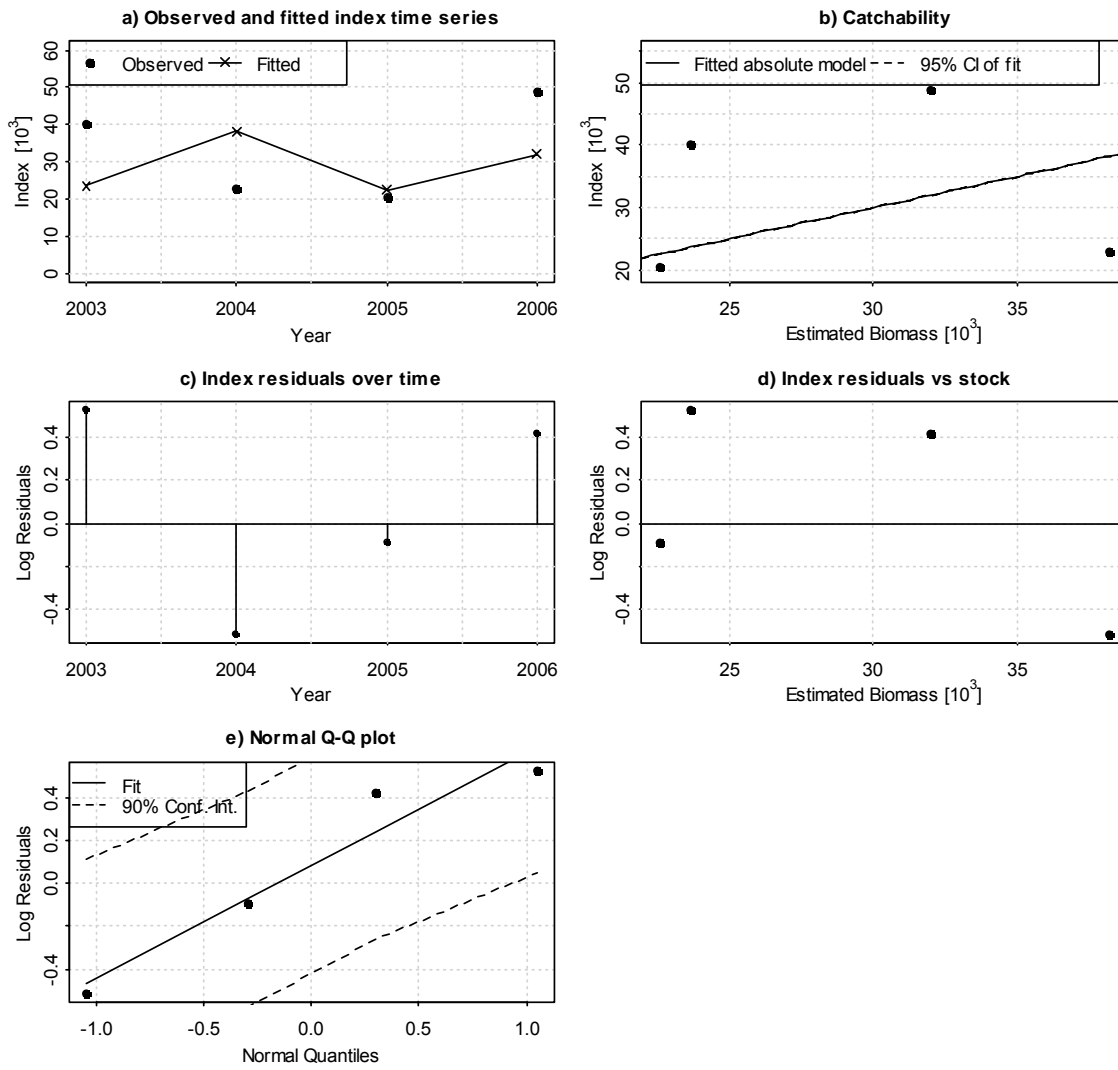 a) Observed and fitted index time series
Observed Fitted
Index [10³]
0 10 20 30 40 50 60
2003 2004 2005 2006
Year
b) Catchability
Fitted absolute model 95% CI of fit
Index [10³]
20 30 40 50
25 30 35
Estimated Biomass [10³]
c) Index residuals over time
Log Residuals
-0.4 0.0 0.2 0.4
2003 2004 2005 2006
Year
d) Index residuals vs stock
Log Residuals
-0.4 0.0 0.2 0.4
25 30 35
Estimated Biomass [10³]
e) Normal Q-Q plot
Fit
90% Conf. Int.
Log Residuals
-0.4 0.0 0.2 0.4
-1.0 -0.5 0.0 0.5 1.0
Normal Quantiles